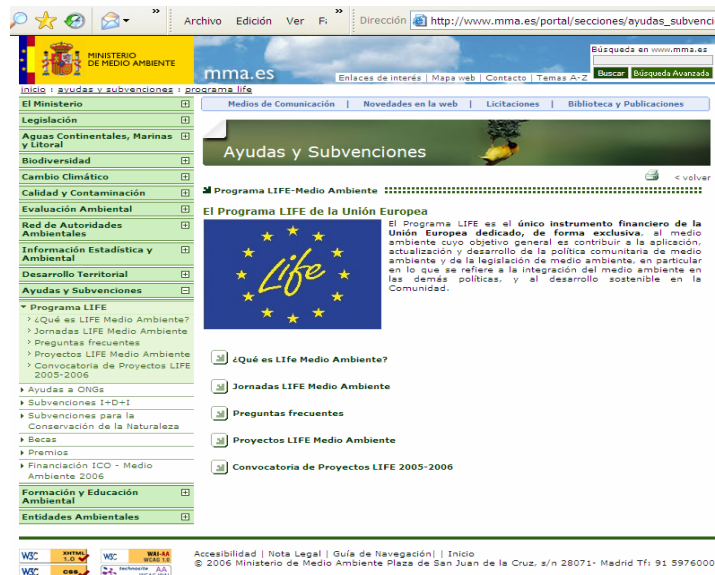 Archivo Edición Ver
Dirección http://www.mma.es/portal/secciones/ayudas_subvenci
MINISTERIO
DE MEDIO AMBIENTE
mma.es
Enlaces de interés | Mapa web | Contacto | Temas A-Z
Búsqueda en www.mma.es
Buscar Búsqueda Avanzada
inicio : ayudas y subvenciones : programa life
Medios de Comunicación | Novedades en la web | Licitaciones | Biblioteca y Publicaciones
El Ministerio
Legislación
Aguas Continentales, Marinas
y Litoral
Biodiversidad
Cambio Climático
Calidad y Contaminación
Evaluación Ambiental
Red de Autoridades
Ambientales
Información Estadística y
Ambiental
Desarrollo Territorial
Ayudas y Subvenciones
Programa LIFE
¿Qué es LIFE Medio Ambiente?
Jornadas LIFE Medio Ambiente
Preguntas frecuentes
Proyectos LIFE Medio Ambiente
Convocatoria de Proyectos LIFE
2005-2006
Ayudas a ONGs
Subvenciones I+D+I
Subvenciones para la
Conservación de la Naturaleza
Becas
Premios
Financiación ICO - Medio
Ambiente 2006
Formación y Educación
Ambiental
Entidades Ambientales
Ayudas y Subvenciones
< volver
Programa LIFE-Medio Ambiente
El Programa LIFE de la Unión Europea
Life
El Programa LIFE es el único instrumento financiero de la
Unión Europea dedicado, de forma exclusiva, al medio
ambiente cuyo objetivo general es contribuir a la aplicación,
actualización y desarrollo de la política comunitaria de medio
ambiente y de la legislación de medio ambiente, en particular
en lo que se refiere a la integración del medio ambiente en
las demás políticas, y al desarrollo sostenible en la
Comunidad.
¿Qué es LIfe Medio Ambiente?
Jornadas LIFE Medio Ambiente
Preguntas frecuentes
Proyectos LIFE Medio Ambiente
Convocatoria de Proyectos LIFE 2005-2006
W3C XHTML 1.0
W3C WAI-AA WCAG 1.0
W3C CSS
technosite AA
Accesibilidad | Nota Legal | Guía de Navegación| | Inicio
© 2006 Ministerio de Medio Ambiente Plaza de San Juan de la Cruz, s/n 28071- Madrid Tf: 91 5976000